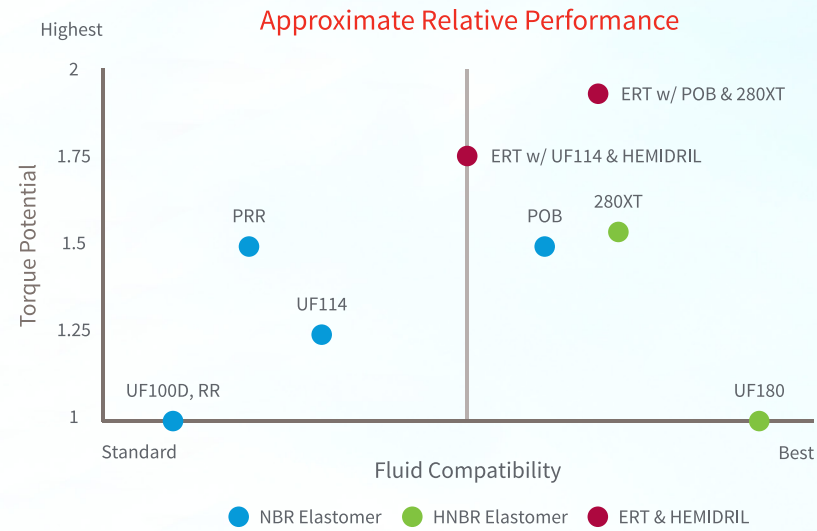 Approximate Relative Performance
Highest
2
ERT w/ POB & 280XT
1.75
ERT w/ UF114 & HEMIDRIL
280XT
PRR
POB
1.5
Torque Potential
UF114
1.25
UF100D, RR
UF180
1
Standard
Best
Fluid Compatibility
NBR Elastomer
HNBR Elastomer
ERT & HEMIDRIL